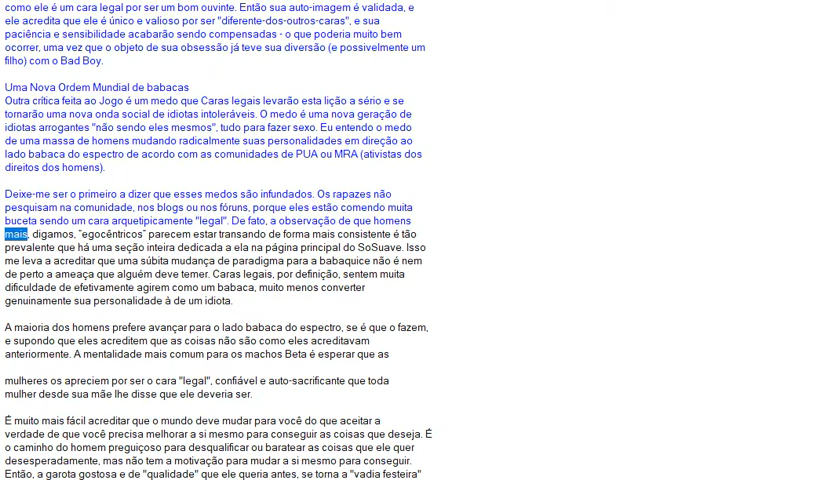 como ele é um cara legal por ser um bom ouvinte. Então sua auto-imagem é validada, e
ele acredita que ele é único e valioso por ser "diferente-dos-outros-caras", e sua
paciência e sensibilidade acabarão sendo compensadas - o que poderia muito bem
ocorrer, uma vez que o objeto de sua obsessão já teve sua diversão (e possivelmente um
filho) com o Bad Boy.
Uma Nova Ordem Mundial de babacas
Outra crítica feita ao Jogo é um medo que Caras legais levarão esta lição a sério e se
tornarão uma nova onda social de idiotas intoleráveis. O medo é uma nova geração de
idiotas arrogantes "não sendo eles mesmos", tudo para fazer sexo. Eu entendo o medo
de uma massa de homens mudando radicalmente suas personalidades em direção ao
lado babaca do espectro de acordo com as comunidades de PUA ou MRA (ativistas dos
direitos dos homens).
Deixe-me ser o primeiro a dizer que esses medos são infundados. Os rapazes não
pesquisam na comunidade, nos blogs ou nos fóruns, porque eles estão comendo muita
buceta sendo um cara arquetipicamente "legal". De fato, a observação de que homens
mais, digamos, "egocêntricos" parecem estar transando de forma mais consistente é tão
prevalente que há uma seção inteira dedicada a ela na página principal do SoSuave. Isso
me leva a acreditar que uma súbita mudança de paradigma para a babaquice não é nem
de perto a ameaça que alguém deve temer. Caras legais, por definição, sentem muita
dificuldade de efetivamente agirem como um babaca, muito menos converter
genuinamente sua personalidade à de um idiota.
A maioria dos homens prefere avançar para o lado babaca do espectro, se é que o fazem,
e supondo que eles acreditem que as coisas não são como eles acreditavam
anteriormente. A mentalidade mais comum para os machos Beta é esperar que as
mulheres os apreciem por ser o cara "legal", confiável e auto-sacrificante que toda
mulher desde sua mãe lhe disse que ele deveria ser.
É muito mais fácil acreditar que o mundo deve mudar para você do que aceitar a
verdade de que você precisa melhorar a si mesmo para conseguir as coisas que deseja. É
o caminho do homem preguiçoso para desqualificar ou baratear as coisas que ele quer
desesperadamente, mas não tem a motivação para mudar a si mesmo para conseguir.
Então, a garota gostosa e de "qualidade" que ele queria antes, se torna a "vadia festeira"